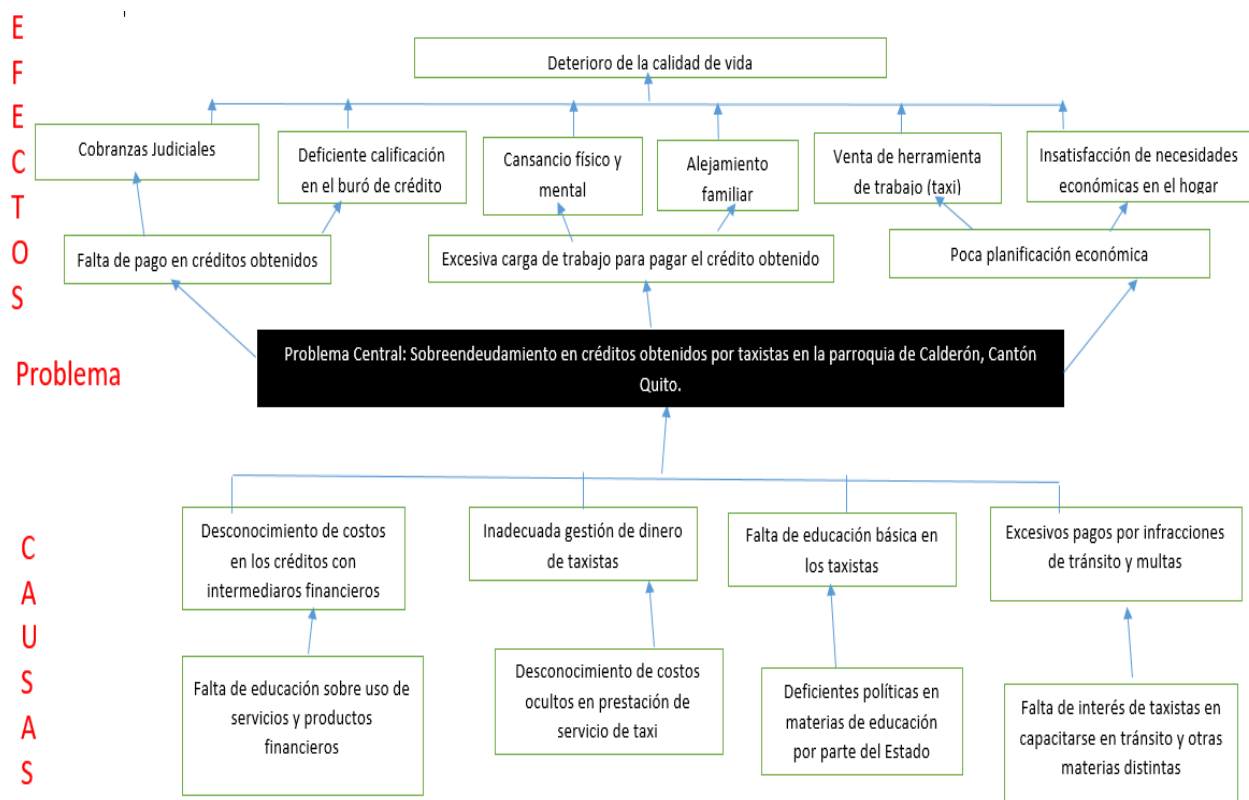 EFECTOS
Deterioro de la calidad de vida
Cobranzas Judiciales
Deficiente calificación
en el buró de crédito
Cansancio físico y
mental
Alejamiento
familiar
Venta de herramienta
de trabajo (taxi)
Insatisfacción de necesidades
económicas en el hogar
Falta de pago en créditos obtenidos
Excesiva carga de trabajo para pagar el crédito obtenido
Poca planificación económica
Problema
Problema Central: Sobreendeudamiento en créditos obtenidos por taxistas en la parroquia de Calderón, Cantón
Quito.
CAUSAS
Desconocimiento de costos
en los créditos con
intermediaros financieros
Inadecuada gestión de dinero
de taxistas
Falta de educación básica en
los taxistas
Excesivos pagos por infracciones
de tránsito y multas
Falta de educación sobre uso de
servicios y productos
financieros
Desconocimiento de costos
ocultos en prestación de
servicio de taxi
Deficientes políticas en
materias de educación
por parte del Estado
Falta de interés de taxistas en
capacitarse en tránsito y otras
materias distintas